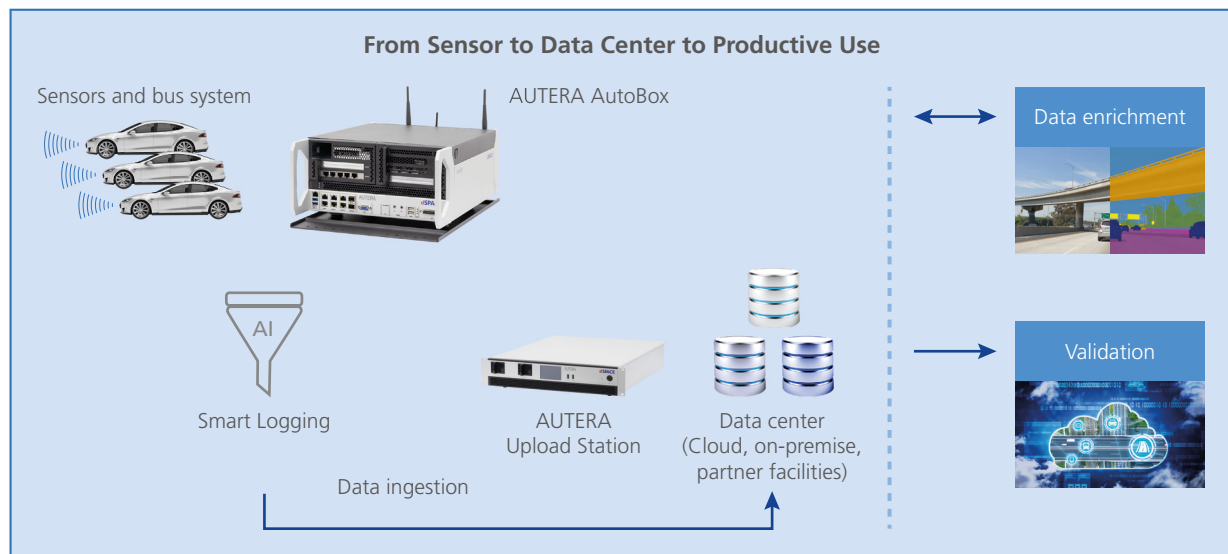 From Sensor to Data Center to Productive Use
Sensors and bus system
AUTERA AutoBox
AUTERA
Data enrichment
AI
Smart Logging
AUTERA
Upload Station
Data center
(Cloud, on-premise,
partner facilities)
Data ingestion
Validation